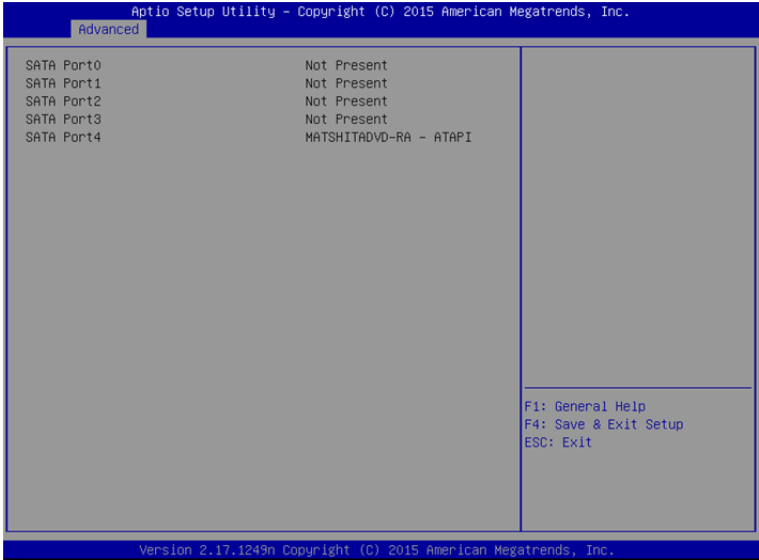 Aptio Setup Utility – Copyright (C) 2015 American Megatrends, Inc.
Advanced
SATA Port0 Not Present
SATA Port1 Not Present
SATA Port2 Not Present
SATA Port3 Not Present
SATA Port4 MATSHITADVD-RA - ATAPI
F1: General Help
F4: Save & Exit Setup
ESC: Exit
Version 2.17.1249n Copyright (C) 2015 American Megatrends, Inc.